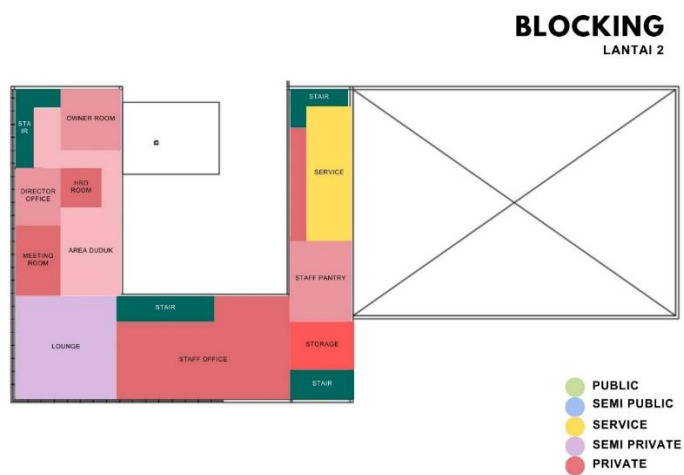 BLOCKING
LANTAI 2
STAIR
STA
IR
OWNER ROOM
SERVICE
DIRECTOR
OFFICE
HRD
ROOM
MEETING
ROOM
AREA DUDUK
STAFF PANTRY
STAIR
LOUNGE
STAFF OFFICE
STORAGE
STAIR
PUBLIC
SEMI PUBLIC
SERVICE
SEMI PRIVATE
PRIVATE